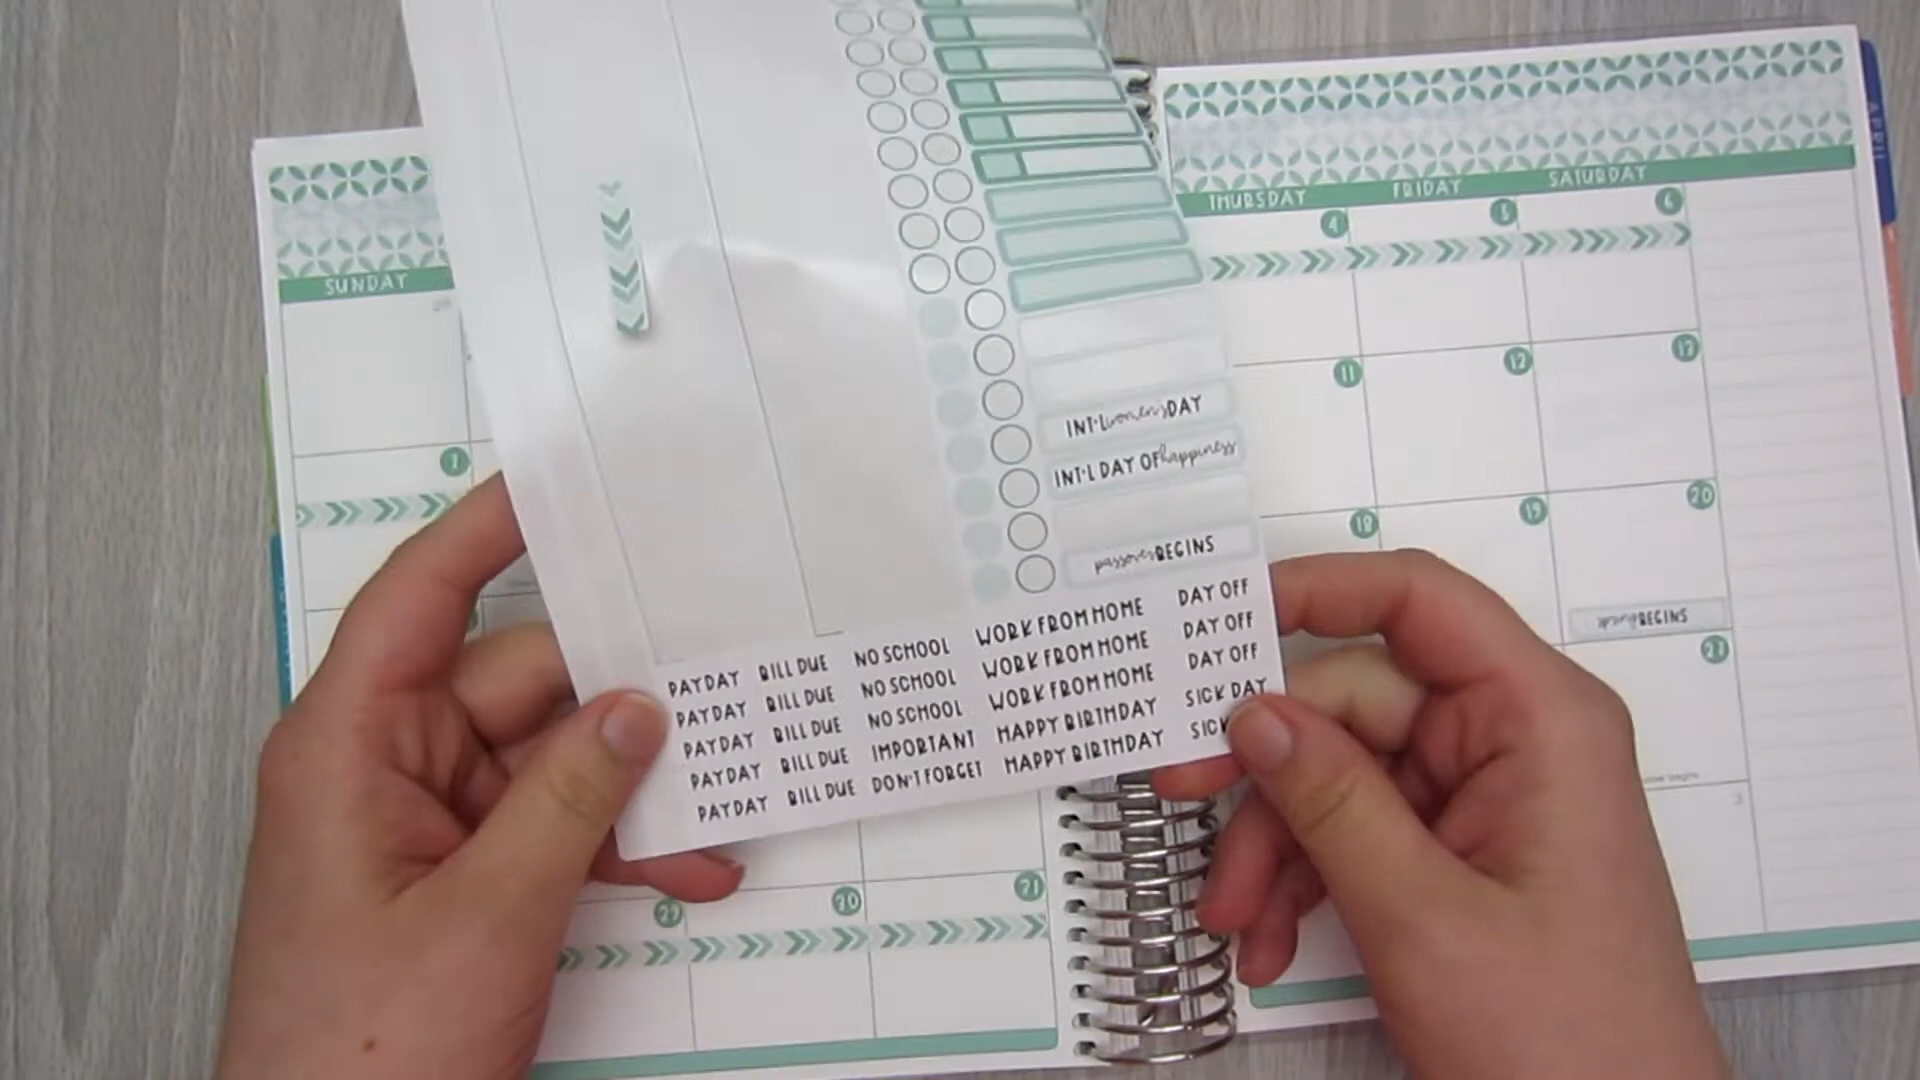 APRIL
THURSDAY FRIDAY SATURDAY
SUNDAY
4 5 6
11 12 13
7
18 19 20
INT'L women's DAY
INT'L DAY OF happiness
passover BEGINS
BEGINS
27
PAYDAY BILL DUE NO SCHOOL WORK FROM HOME DAY OFF
PAYDAY BILL DUE NO SCHOOL WORK FROM HOME DAY OFF
PAYDAY BILL DUE NO SCHOOL WORK FROM HOME DAY OFF
PAYDAY BILL DUE IMPORTANT HAPPY BIRTHDAY SICK DAY
PAYDAY BILL DUE DON'T FORGET HAPPY BIRTHDAY SICK
3
29 30 31